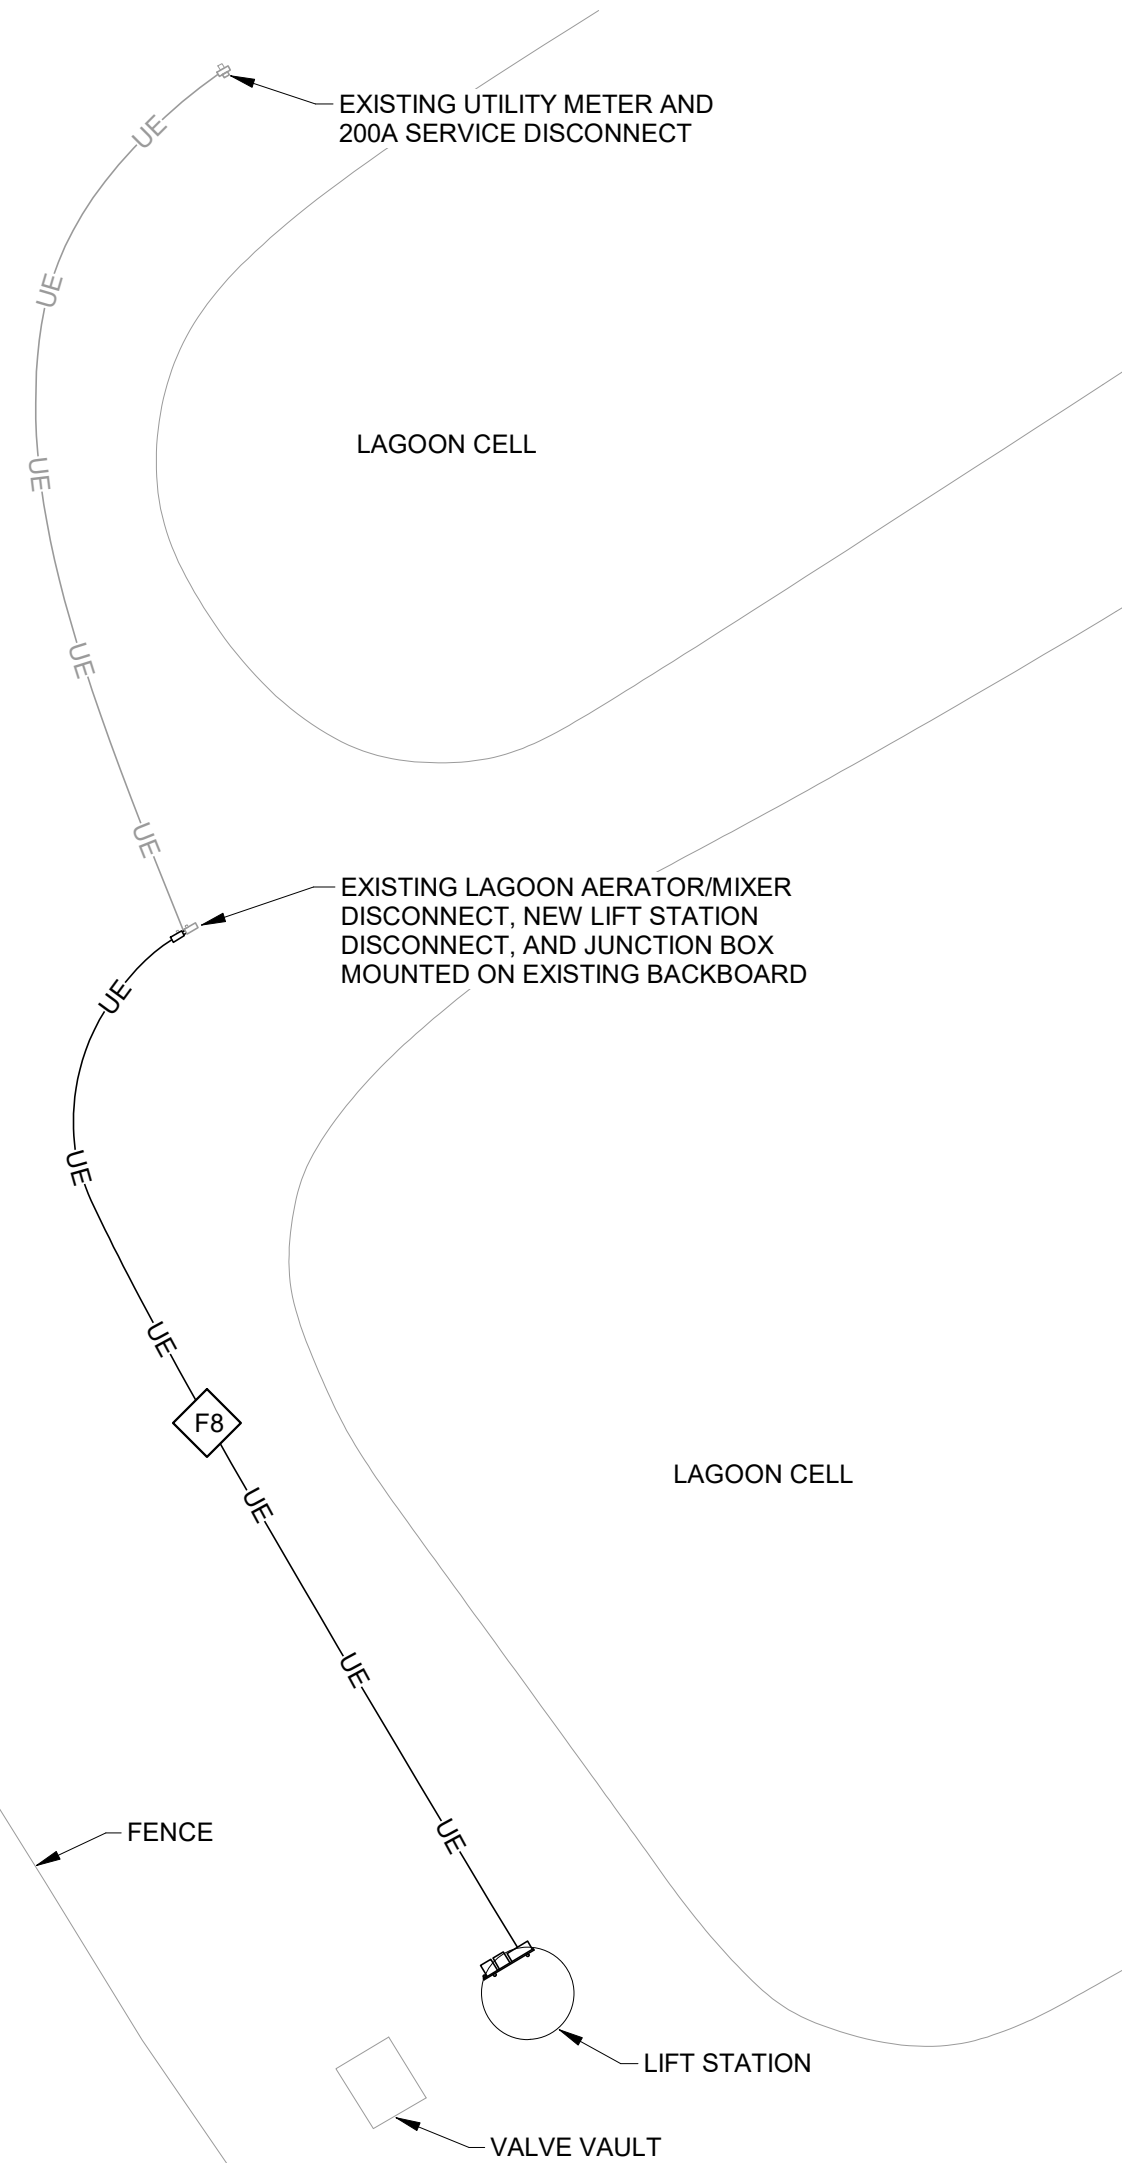 UE
EXISTING UTILITY METER AND
200A SERVICE DISCONNECT
UE
LAGOON CELL
UE
UE
UE
EXISTING LAGOON AERATOR/MIXER
DISCONNECT, NEW LIFT STATION
DISCONNECT, AND JUNCTION BOX
MOUNTED ON EXISTING BACKBOARD
UE
UE
UE
F8
LAGOON CELL
UE
UE
FENCE
UE
LIFT STATION
VALVE VAULT